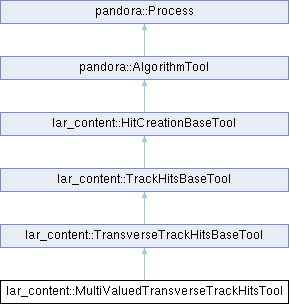 pandora::Process
pandora::AlgorithmTool
lar_content::HitCreationBaseTool
lar_content::TrackHitsBaseTool
lar_content::TransverseTrackHitsBaseTool
lar_content::MultiValuedTransverseTrackHitsTool